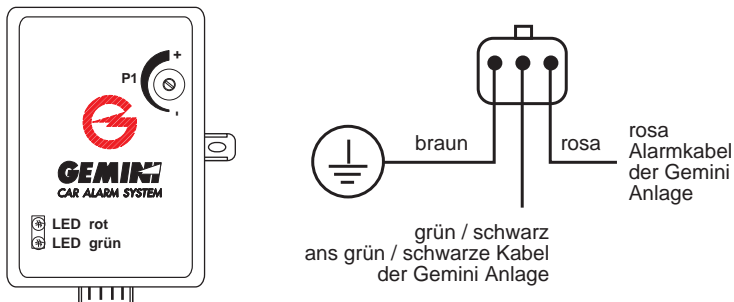 +
P1
-
GEMINI
CAR ALARM SYSTEM
LED rot
LED grün
braun
rosa
rosa
Alarmkabel
der Gemini
Anlage
grün / schwarz
ans grün / schwarze Kabel
der Gemini Anlage